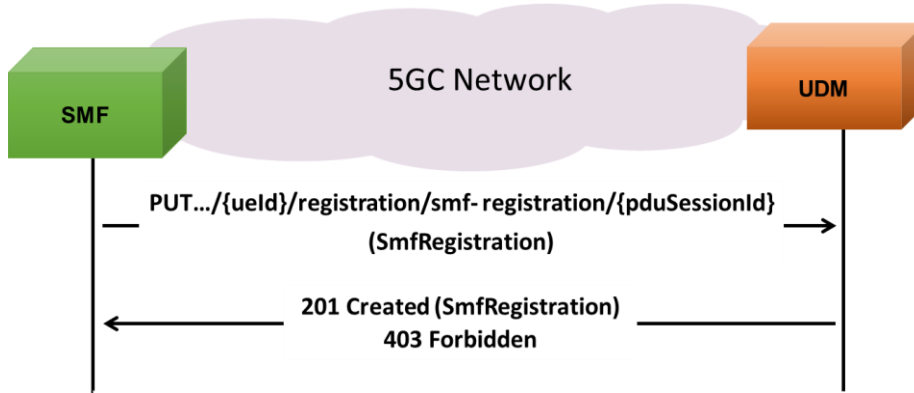 5GC Network
SMF
UDM
PUT.../{ueId}/registration/smf-registration/{pduSessionId}
(SmfRegistration)
201 Created (SmfRegistration)
403 Forbidden